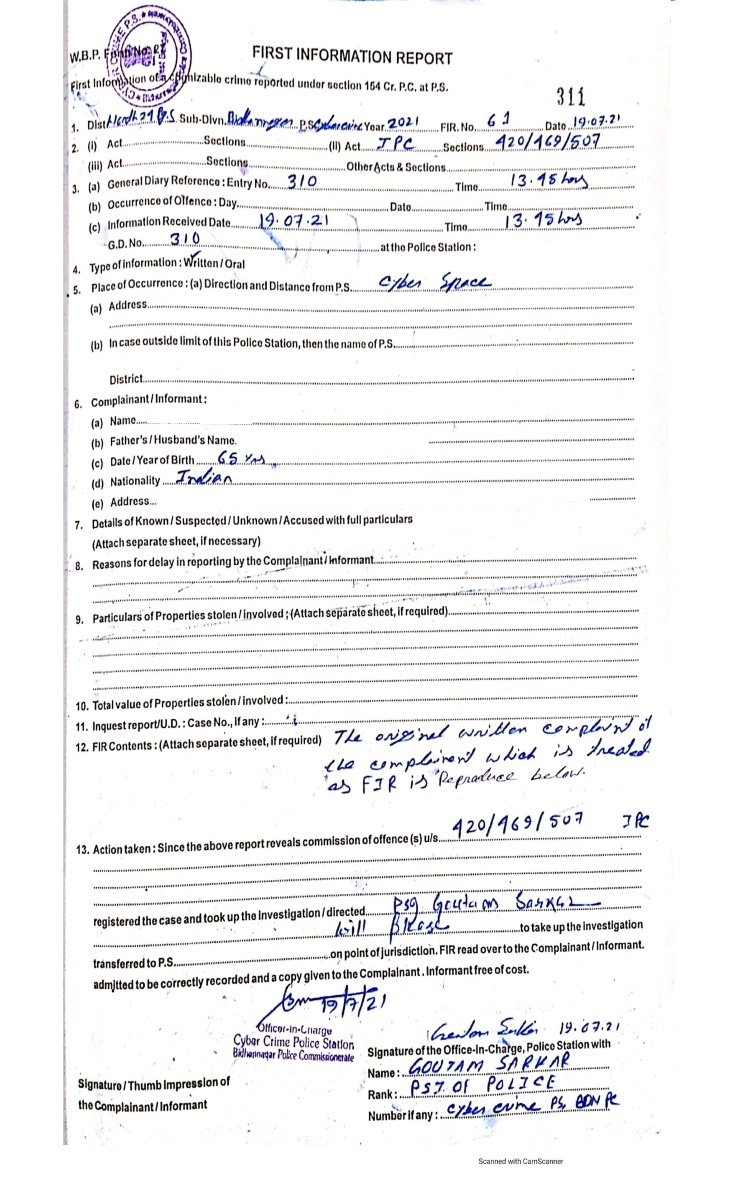 W.B.P. Form No. 27
FIRST INFORMATION REPORT
First Information of a Cognizable crime reported under section 154 Cr. P.C. at P.S.
311
1. Dist. North 24 P.G.S Sub-Divn. Bidhannagar P.S. Cybercrime Year 2021 FIR. No. 61 Date 19.07.21
2. (i) Act Sections (II) Act IPC Sections 420/469/507
(iii) Act Sections Other Acts & Sections
3. (a) General Diary Reference : Entry No. 310 Time 13.45 hrs
(b) Occurrence of Offence : Day Date Time
(c) Information Received Date 19.07.21 Time 13.45 hrs
G.D. No. 310 at the Police Station :
4. Type of information : Written / Oral
5. Place of Occurrence : (a) Direction and Distance from P.S. Cyber Space
(a) Address
(b) In case outside limit of this Police Station, then the name of P.S.
District
6. Complainant / Informant :
(a) Name
(b) Father's / Husband's Name.
(c) Date / Year of Birth 65 Yrs
(d) Nationality Indian
(e) Address...
7. Details of Known / Suspected / Unknown / Accused with full particulars
(Attach separate sheet, if necessary)
8. Reasons for delay in reporting by the Complainant / Informant
9. Particulars of Properties stolen / involved ; (Attach separate sheet, if required)
10. Total value of Properties stolen / involved :
11. Inquest report/U.D. : Case No., If any :
12. FIR Contents : (Attach separate sheet, if required) The original written complaint of
the complainent which is treated
as FIR is Reproduce below.
13. Action taken : Since the above report reveals commission of offence (s) u/s. 420/469/507 IPC
registered the case and took up the Investigation / directed PSI Goutam Sarkar
will Please to take up the investigation
transferred to P.S. on point of jurisdiction. FIR read over to the Complainant / Informant.
admitted to be correctly recorded and a copy given to the Complainant. Informant free of cost.
19/7/21
Officer-in-Charge
Cyber Crime Police Station
Bidhannagar Police Commissionerate
Goutam Sarkar 19.07.21
Signature of the Office-In-Charge, Police Station with
Name : GOUTAM SARKAR
Rank : PSI OF POLICE
Number if any : Cyber crime PS, BDN PC
Signature / Thumb Impression of
the Complainant / Informant
Scanned with CamScanner